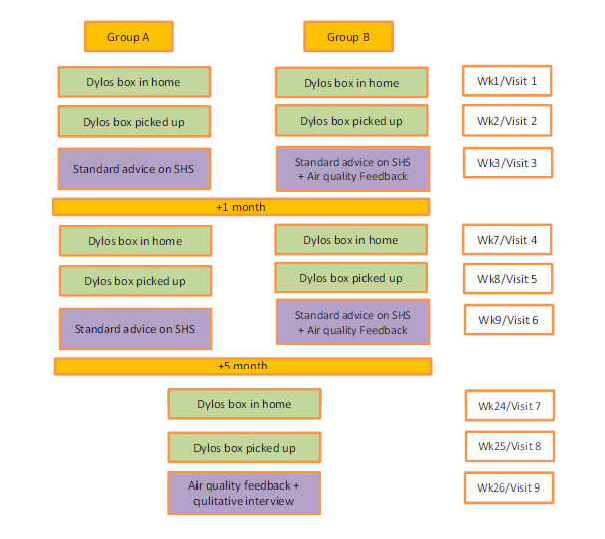 Group A Group B
Dylos box in home Dylos box in home Wk1/Visit 1
Dylos box picked up Dylos box picked up Wk2/Visit 2
Standard advice on SHS Standard advice on SHS Wk3/Visit 3
+ Air quality Feedback
+1 month
Dylos box in home Dylos box in home Wk7/Visit 4
Dylos box picked up Dylos box picked up Wk8/Visit 5
Standard advice on SHS Standard advice on SHS Wk9/Visit 6
+ Air quality Feedback
+5 month
Dylos box in home Wk24/Visit 7
Dylos box picked up Wk25/Visit 8
Air quality feedback + Wk26/Visit 9
qulitative interview